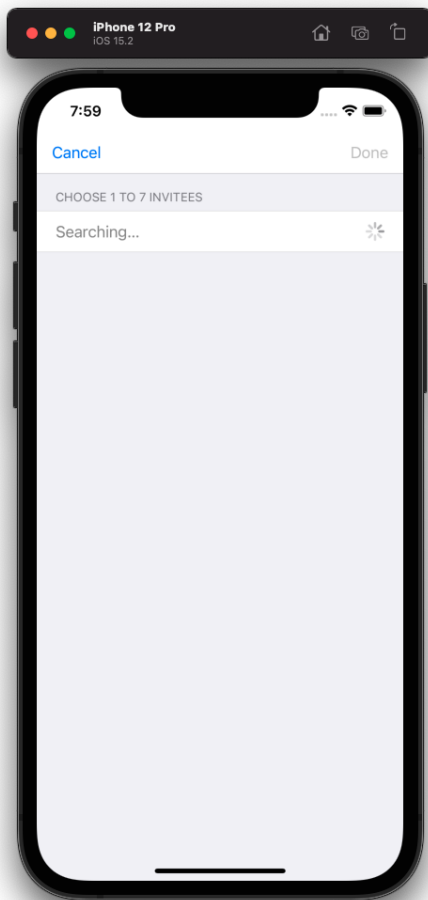 iPhone 12 Pro
iOS 15.2
7:59
Cancel Done
CHOOSE 1 TO 7 INVITEES
Searching...